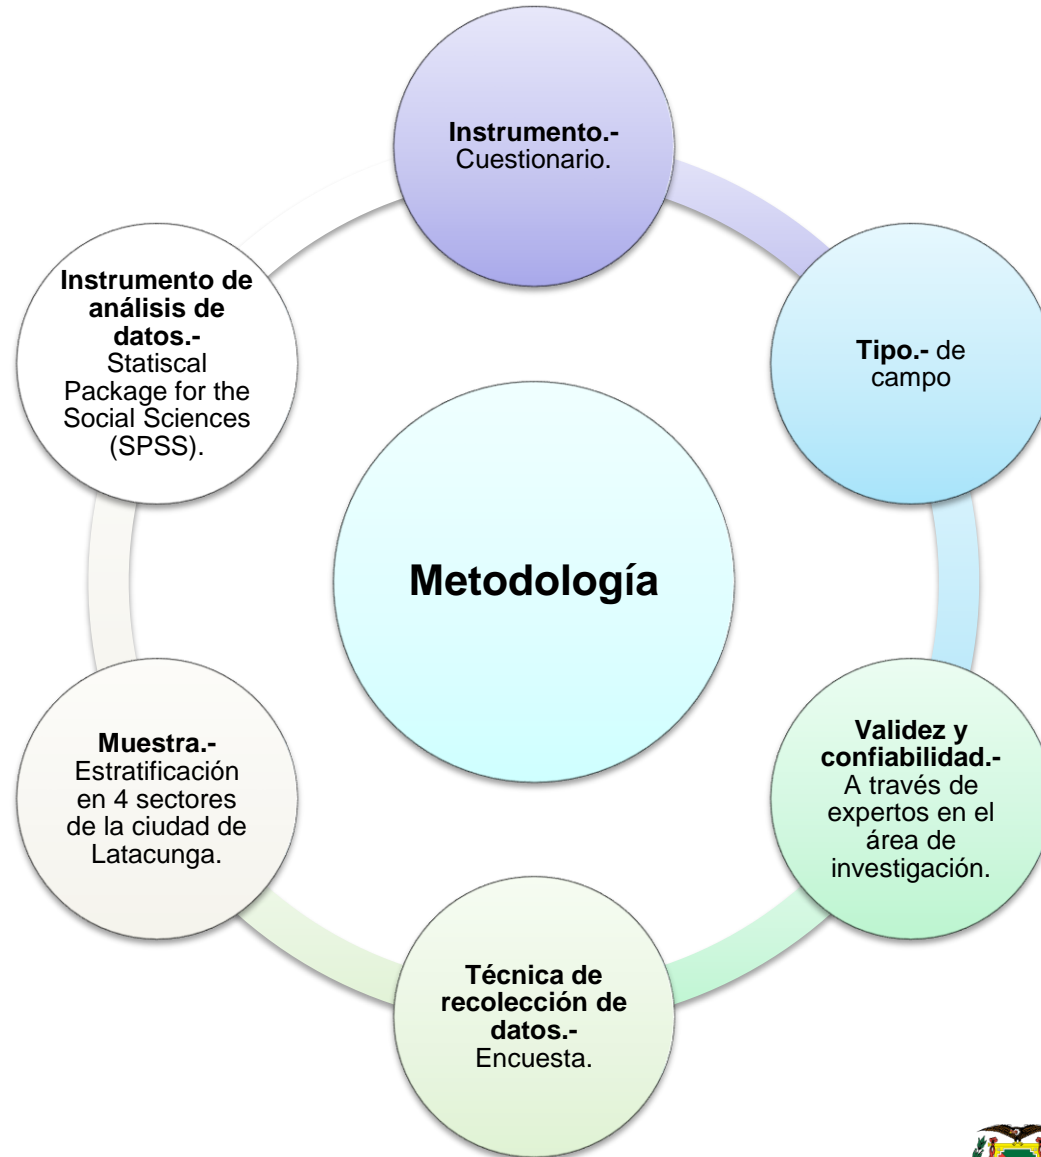 Instrumento.-
Cuestionario.
Tipo.- de
campo
Validez y
confiabilidad.-
A través de
expertos en el
área de
investigación.
Técnica de
recolección de
datos.-
Encuesta.
Muestra.-
Estratificación
en 4 sectores
de la ciudad de
Latacunga.
Instrumento de
análisis de
datos.-
Statiscal
Package for the
Social Sciences
(SPSS).
Metodología